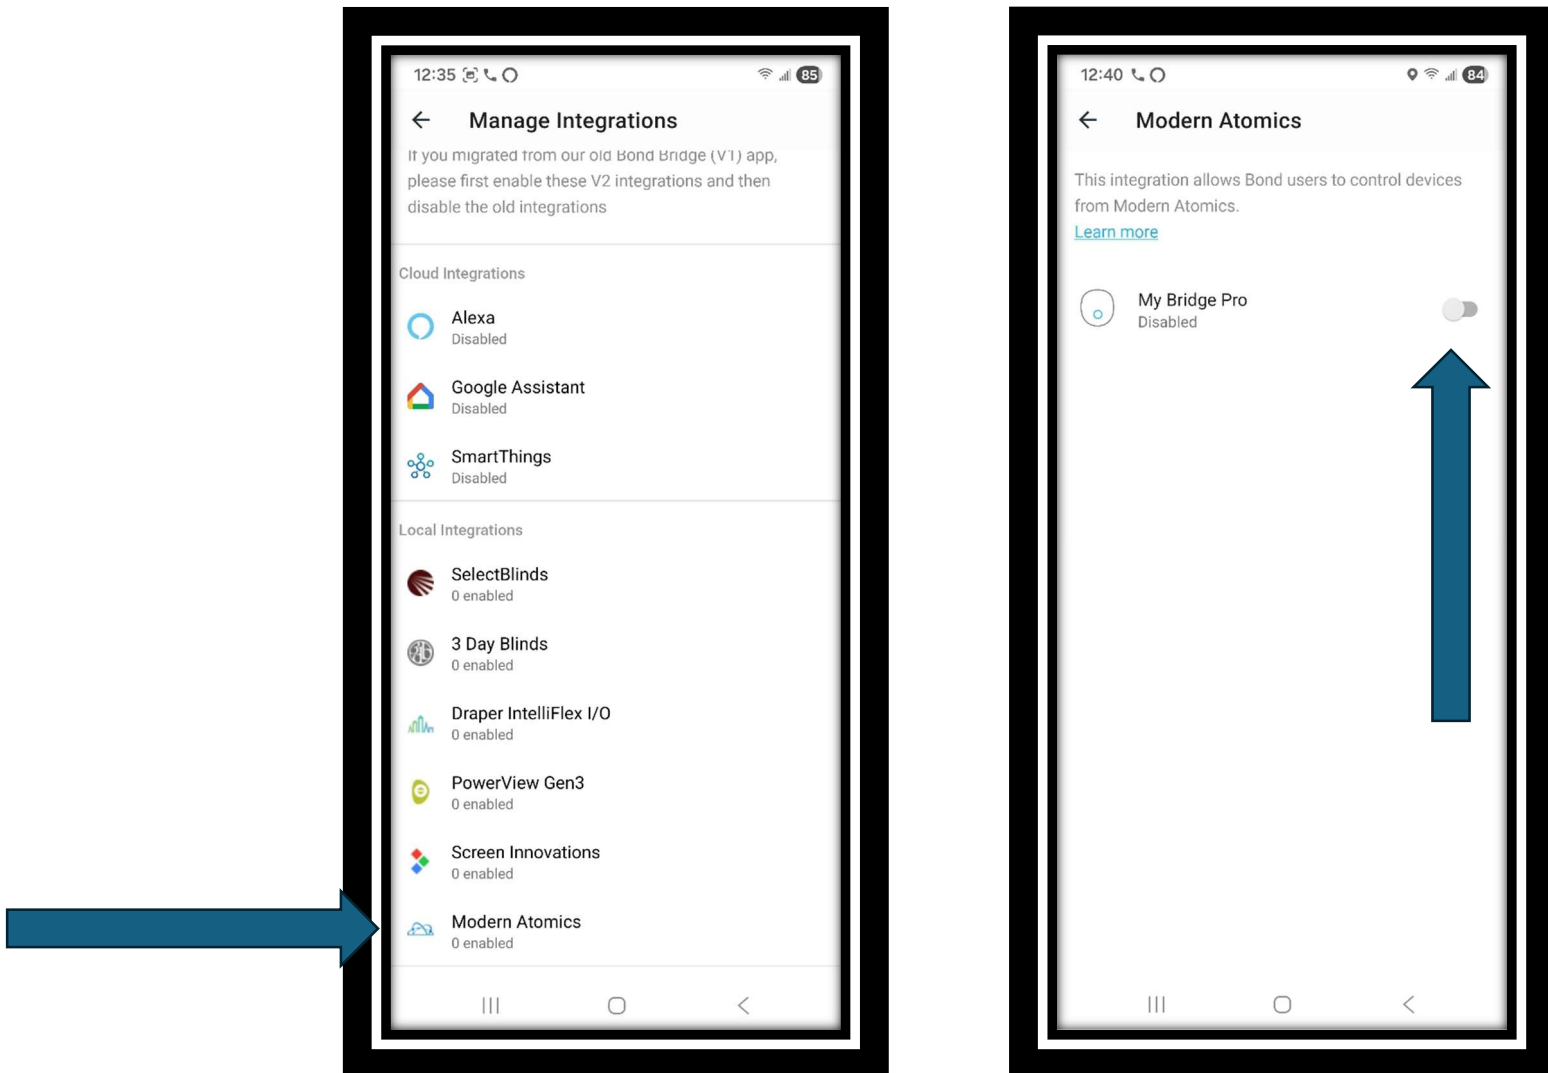 12:35
85
Manage Integrations
If you migrated from our old Bond Bridge (V1) app,
please first enable these V2 integrations and then
disable the old integrations
Cloud Integrations
Alexa
Disabled
Google Assistant
Disabled
SmartThings
Disabled
Local Integrations
SelectBlinds
0 enabled
3 Day Blinds
0 enabled
Draper IntelliFlex I/O
0 enabled
PowerView Gen3
0 enabled
Screen Innovations
0 enabled
Modern Atomics
0 enabled
12:40
84
Modern Atomics
This integration allows Bond users to control devices
from Modern Atomics.
Learn more
My Bridge Pro
Disabled